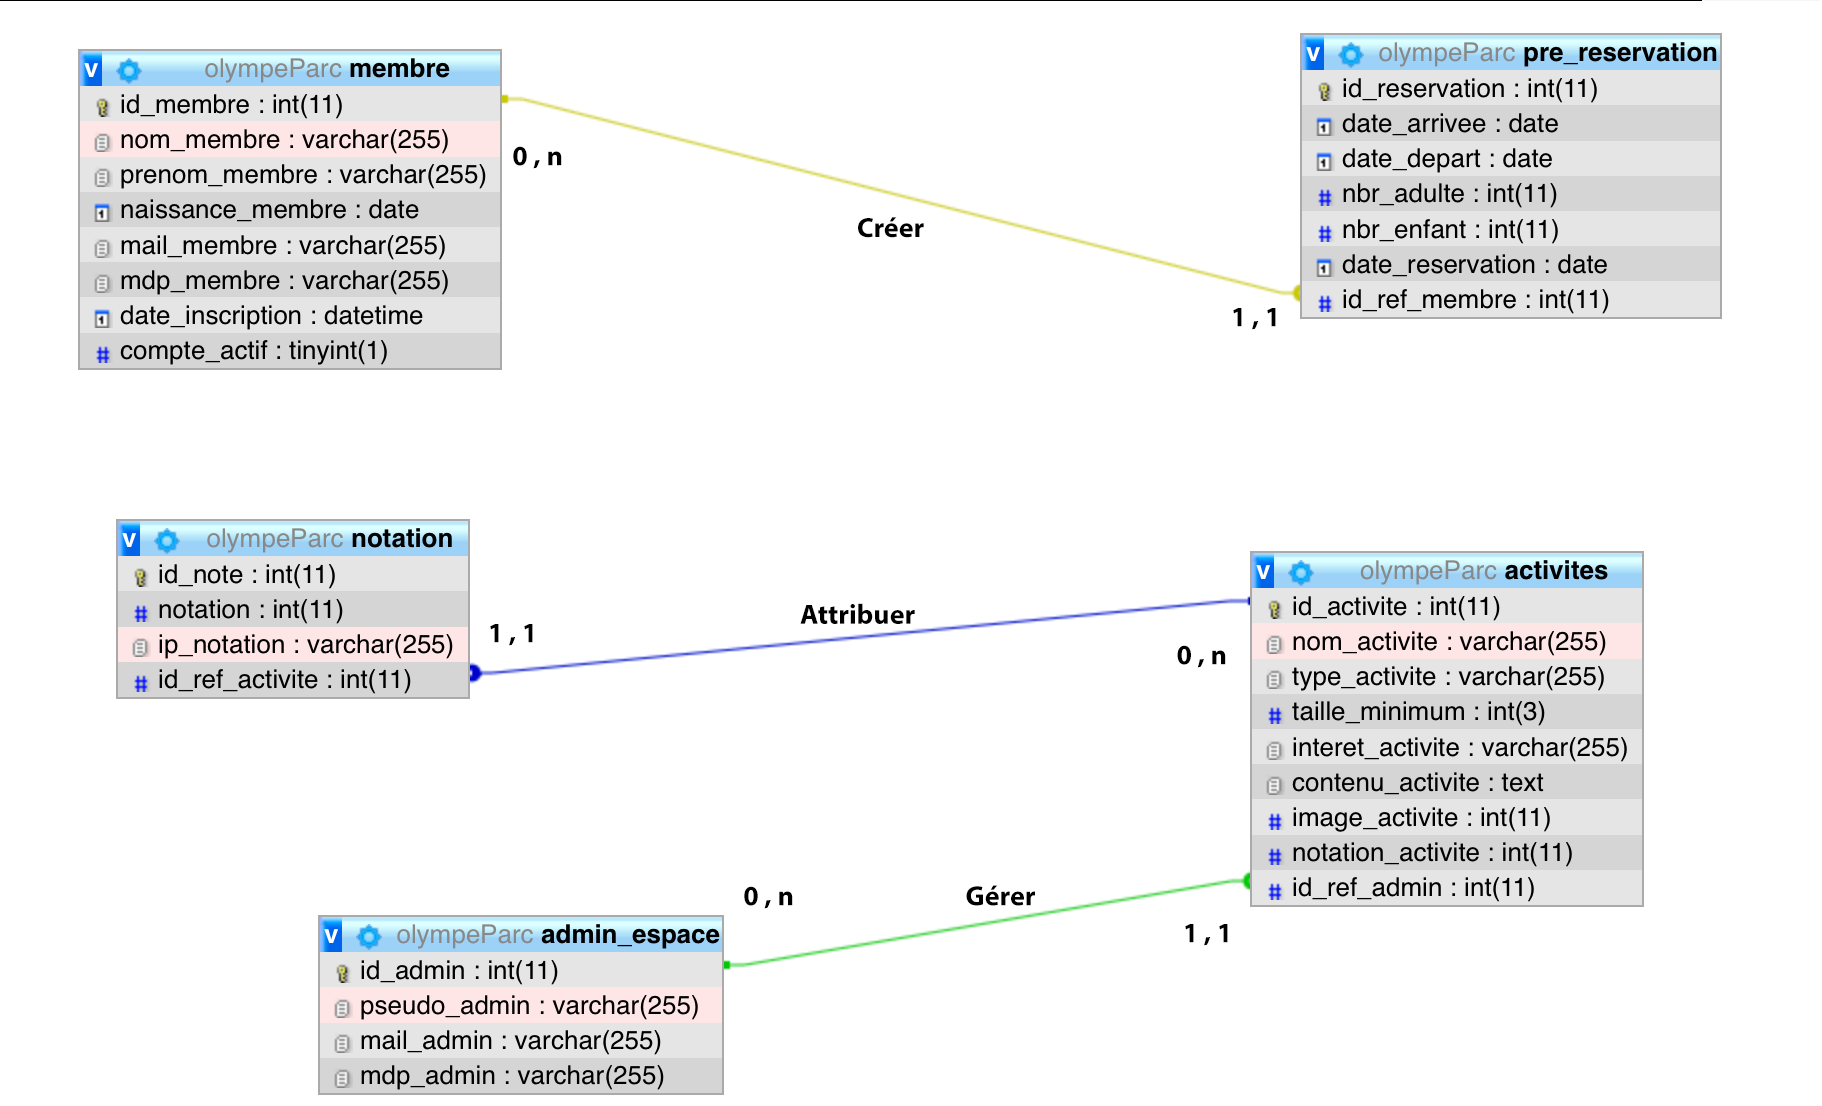 v olympeParc membre
id_membre : int(11)
nom_membre : varchar(255)
prenom_membre : varchar(255)
naissance_membre : date
mail_membre : varchar(255)
mdp_membre : varchar(255)
date_inscription : datetime
compte_actif : tinyint(1)
0 , n
Créer
1 , 1
v olympeParc pre_reservation
id_reservation : int(11)
date_arrivee : date
date_depart : date
nbr_adulte : int(11)
nbr_enfant : int(11)
date_reservation : date
id_ref_membre : int(11)
v olympeParc notation
id_note : int(11)
notation : int(11)
ip_notation : varchar(255)
id_ref_activite : int(11)
1 , 1
Attribuer
0 , n
v olympeParc activites
id_activite : int(11)
nom_activite : varchar(255)
type_activite : varchar(255)
taille_minimum : int(3)
interet_activite : varchar(255)
contenu_activite : text
image_activite : int(11)
notation_activite : int(11)
id_ref_admin : int(11)
0 , n
Gérer
1 , 1
v olympeParc admin_espace
id_admin : int(11)
pseudo_admin : varchar(255)
mail_admin : varchar(255)
mdp_admin : varchar(255)